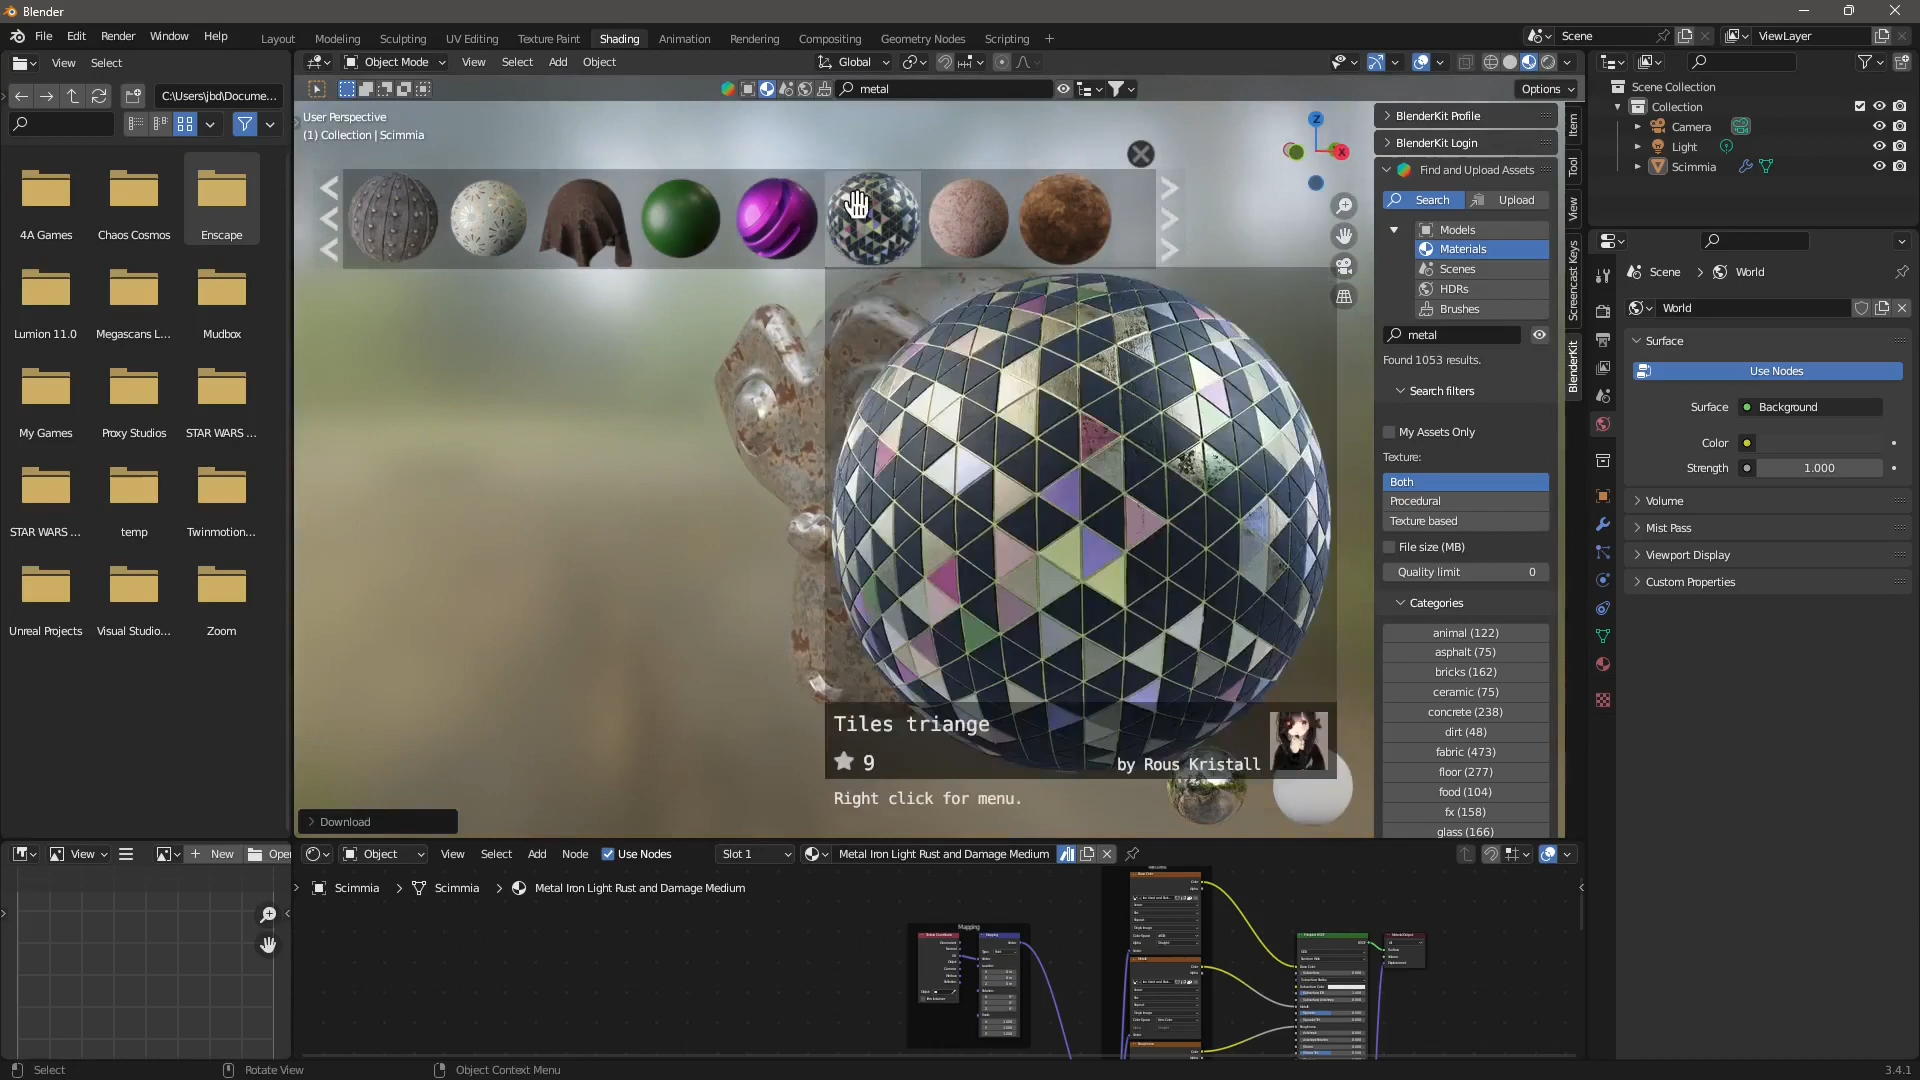 Blender
File Edit Render Window Help
Layout Modeling Sculpting UV Editing Texture Paint Shading Animation Rendering Compositing Geometry Nodes Scripting +
Scene
ViewLayer
View Select
Object Mode View Select Add Object
Global
C:\Users\jbd\Docume...
metal
Options
User Perspective
(1) Collection | Scimmia
Z
X
4A Games Chaos Cosmos Enscape
Lumion 11.0 Megascans L... Mudbox
My Games Proxy Studios STAR WARS ...
STAR WARS ... temp Twinmotion...
Unreal Projects Visual Studio... Zoom
Tiles triange
9
by Rous Kristall
Right click for menu.
Download
BlenderKit Profile
BlenderKit Login
Find and Upload Assets
Search Upload
Models
Materials
Scenes
HDRs
Brushes
metal
Found 1053 results.
Search filters
My Assets Only
Texture:
Both
Procedural
Texture based
File size (MB)
Quality limit 0
Categories
animal (122)
asphalt (75)
bricks (162)
ceramic (75)
concrete (238)
dirt (48)
fabric (473)
floor (277)
food (104)
fx (158)
glass (166)
Item
Tool
View
Screencast Keys
BlenderKit
Scene Collection
Collection
Camera
Light
Scimmia
Scene > World
World
Surface
Use Nodes
Surface Background
Color
Strength 1.000
Volume
Mist Pass
Viewport Display
Custom Properties
View New Open
Object View Select Add Node Use Nodes Slot 1 Metal Iron Light Rust and Damage Medium
Scimmia > Scimmia > Metal Iron Light Rust and Damage Medium
Mapping
Select Rotate View Object Context Menu
3.4.1